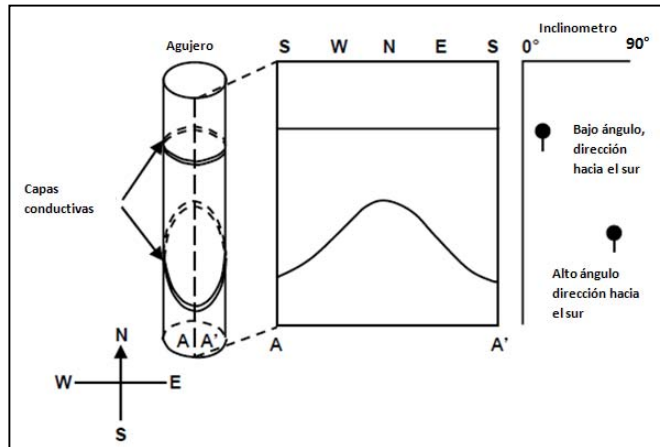 Agujero
S W N E S
Inclinometro
0° 90°
Bajo ángulo,
dirección
hacia el sur
Capas
conductivas
Alto ángulo
dirección hacia
el sur
A A'
A A'
N
W E
S